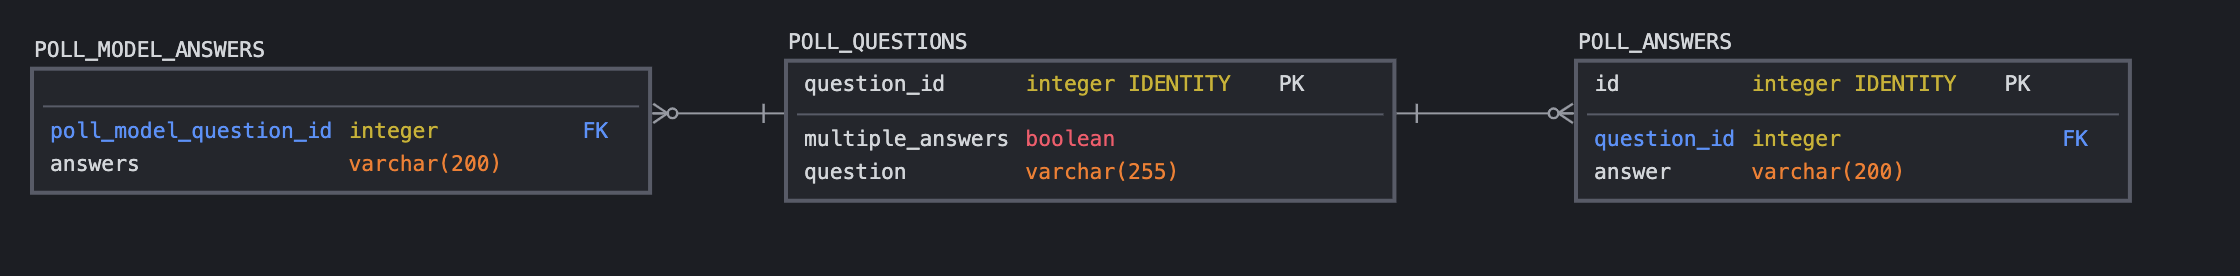 POLL_MODEL_ANSWERS
poll_model_question_id integer FK
answers varchar(200)
POLL_QUESTIONS
question_id integer IDENTITY PK
multiple_answers boolean
question varchar(255)
POLL_ANSWERS
id integer IDENTITY PK
question_id integer FK
answer varchar(200)